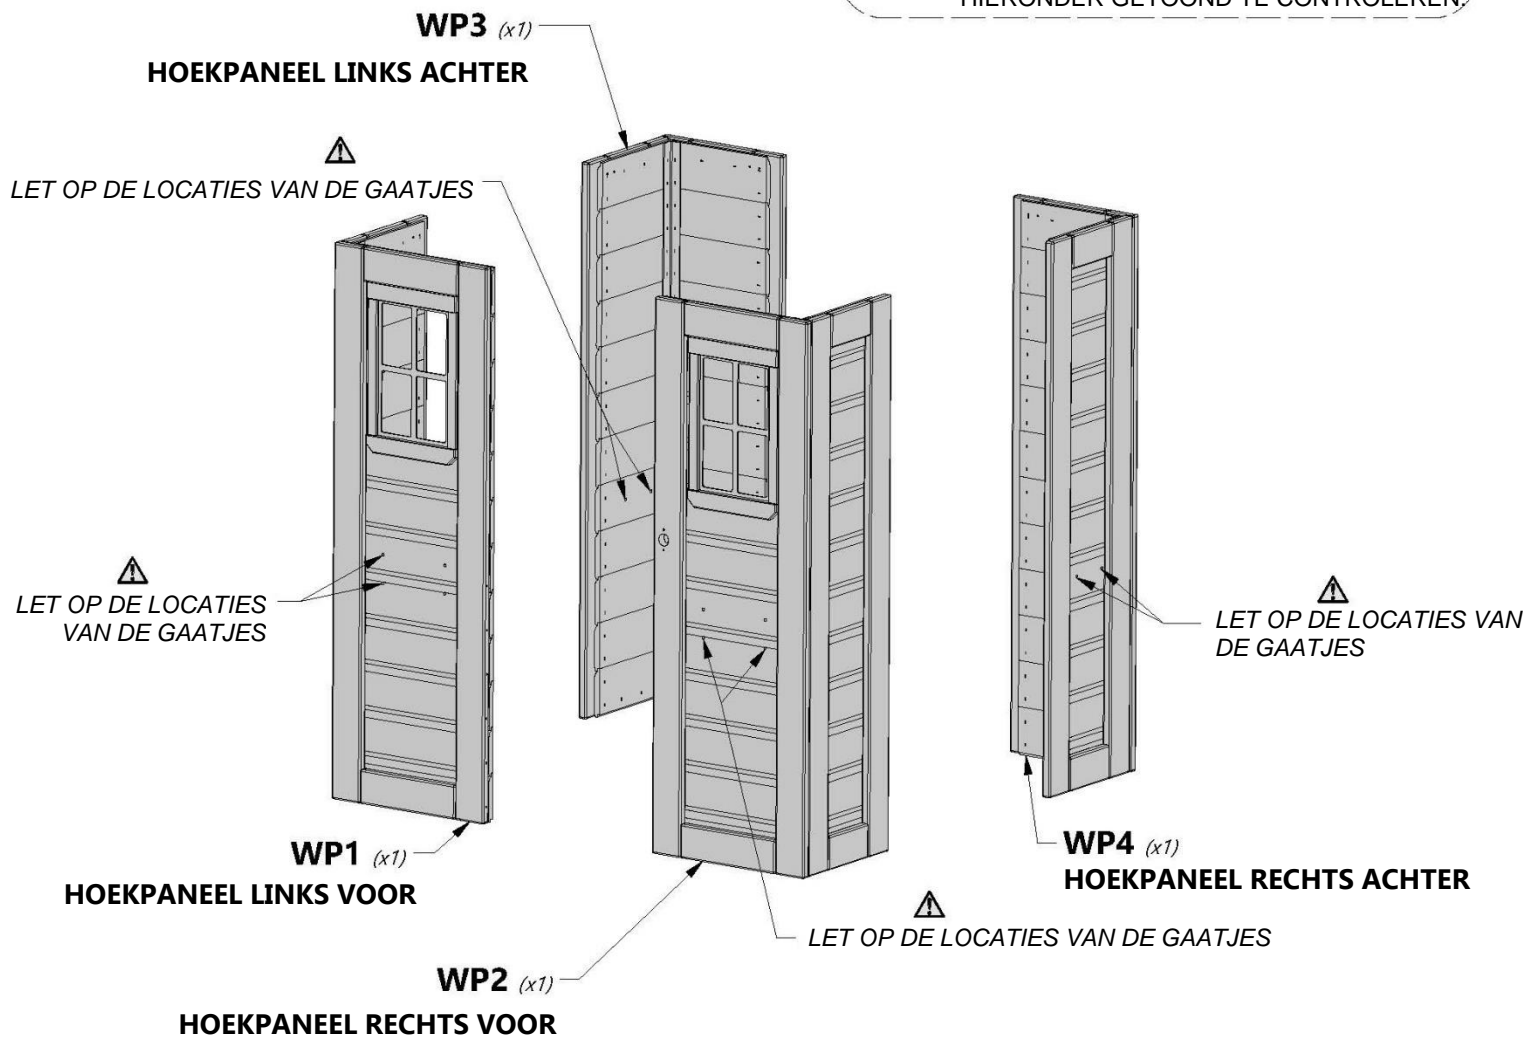 HIERONDER GETOOND TE CONTROLEREN.
WP3 (x1)
HOEKPANEEL LINKS ACHTER
LET OP DE LOCATIES VAN DE GAATJES
LET OP DE LOCATIES
VAN DE GAATJES
LET OP DE LOCATIES VAN
DE GAATJES
WP1 (x1)
HOEKPANEEL LINKS VOOR
WP4 (x1)
HOEKPANEEL RECHTS ACHTER
LET OP DE LOCATIES VAN DE GAATJES
WP2 (x1)
HOEKPANEEL RECHTS VOOR